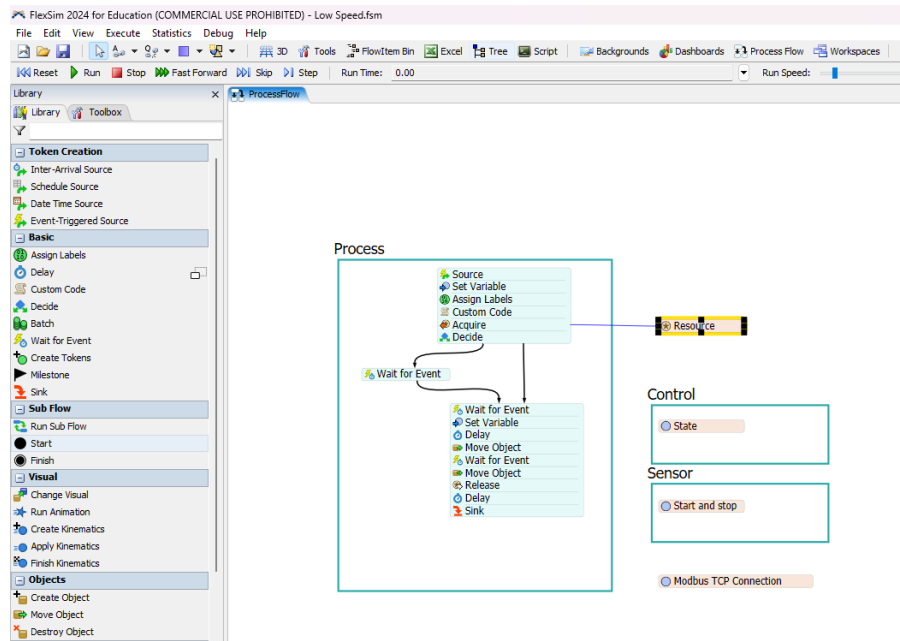 FlexSim 2024 for Education (COMMERCIAL USE PROHIBITED) - Low Speed.fsm
File Edit View Execute Statistics Debug Help
3D Tools FlowItem Bin Excel Tree Script Backgrounds Dashboards Process Flow Workspaces
Reset Run Stop Fast Forward Skip Step Run Time: 0.00 Run Speed:
Library
ProcessFlow
Library Toolbox
Token Creation
Inter-Arrival Source
Schedule Source
Date Time Source
Event-Triggered Source
Basic
Assign Labels
Delay
Custom Code
Decide
Batch
Wait for Event
Create Tokens
Milestone
Sink
Sub Flow
Run Sub Flow
Start
Finish
Visual
Change Visual
Run Animation
Create Kinematics
Apply Kinematics
Finish Kinematics
Objects
Create Object
Move Object
Destroy Object
Process
Source
Set Variable
Assign Labels
Custom Code
Acquire
Decide
Wait for Event
Wait for Event
Set Variable
Delay
Move Object
Wait for Event
Move Object
Release
Delay
Sink
Resource
Control
State
Sensor
Start and stop
Modbus TCP Connection